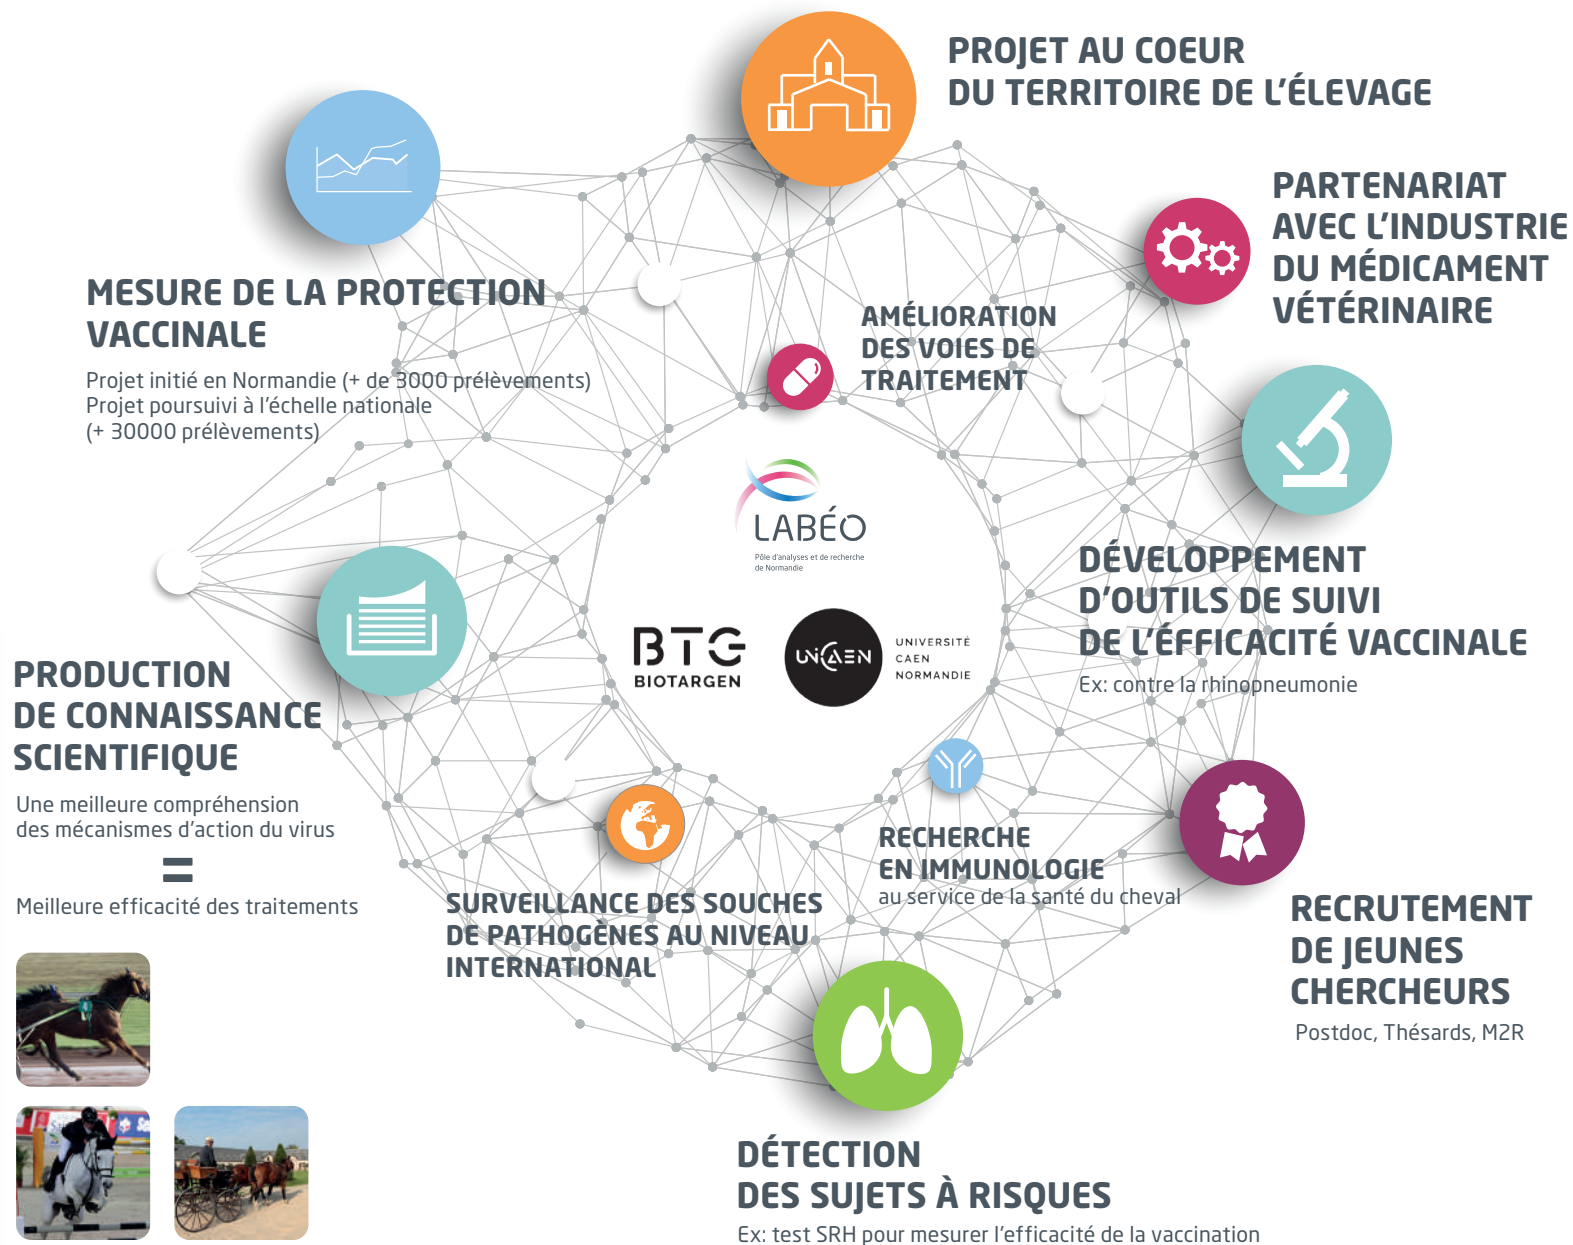 PROJET AU COEUR
DU TERRITOIRE DE L'ÉLEVAGE
PARTENARIAT
AVEC L'INDUSTRIE
DU MÉDICAMENT
VÉTÉRINAIRE
MESURE DE LA PROTECTION
VACCINALE
Projet initié en Normandie (+ de 3000 prélèvements)
Projet poursuivi à l'échelle nationale
(+ 30000 prélèvements)
AMÉLIORATION
DES VOIES DE
TRAITEMENT
LABÉO
Pôle d'analyses et de recherche
de Normandie
BTG
BIOTARGEN
UNICAEN
UNIVERSITÉ
CAEN
NORMANDIE
DÉVELOPPEMENT
D'OUTILS DE SUIVI
DE L'ÉFFICACITÉ VACCINALE
Ex: contre la rhinopneumonie
PRODUCTION
DE CONNAISSANCE
SCIENTIFIQUE
Une meilleure compréhension
des mécanismes d'action du virus
=
Meilleure efficacité des traitements
SURVEILLANCE DES SOUCHES
DE PATHOGÈNES AU NIVEAU
INTERNATIONAL
RECHERCHE
EN IMMUNOLOGIE
au service de la santé du cheval
RECRUTEMENT
DE JEUNES
CHERCHEURS
Postdoc, Thésards, M2R
DÉTECTION
DES SUJETS À RISQUES
Ex: test SRH pour mesurer l'efficacité de la vaccination